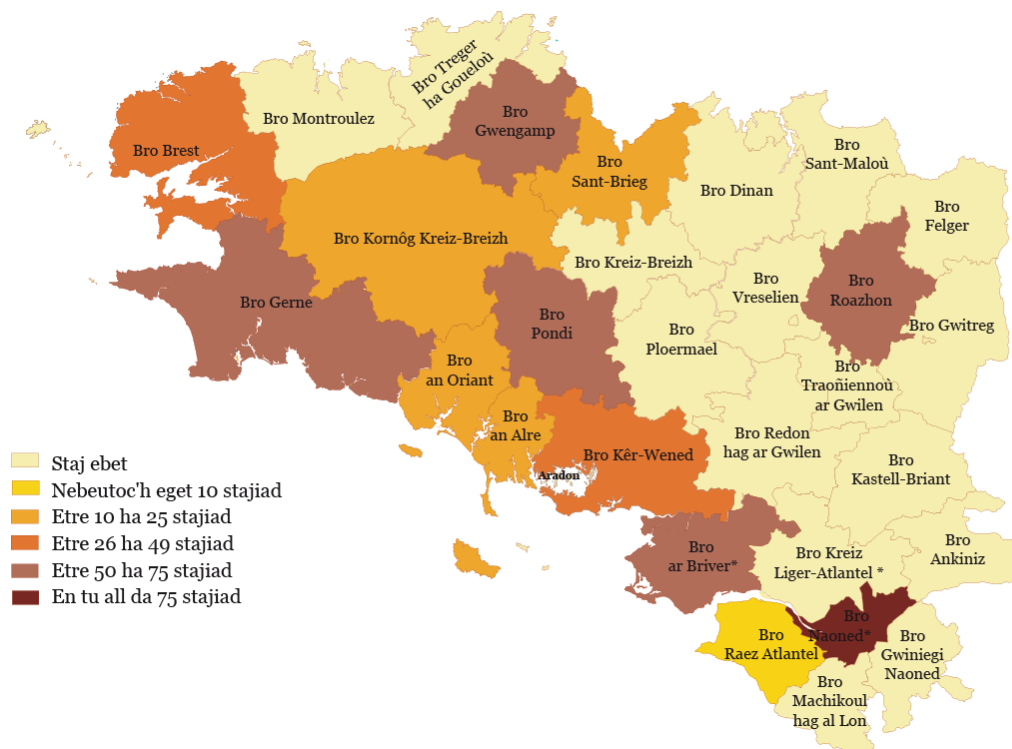 Bro Treger
ha Goueloù
Bro Montroulez
Bro
Gwengamp
Bro Brest
Bro
Sant-Brieg
Bro
Sant-Maloù
Bro Dinan
Bro
Felger
Bro Kornôg Kreiz-Breizh
Bro Kreiz-Breizh
Bro
Vreselien
Bro
Roazhon
Bro Gerne
Bro
Pondi
Bro
Ploermael
Bro Gwitreg
Bro
an Oriant
Bro
Traoñiennoù
ar Gwilen
Bro
an Alre
Bro Redon
hag ar Gwilen
Bro Kêr-Wened
Aradon
Bro
Kastell-Briant
Staj ebet
Nebeutoc'h eget 10 stajiad
Etre 10 ha 25 stajiad
Etre 26 ha 49 stajiad
Etre 50 ha 75 stajiad
En tu all da 75 stajiad
Bro
ar Briver*
Bro Kreiz
Liger-Atlantel *
Bro
Ankiniz
Bro
Naoned*
Bro
Raez Atlantel
Bro
Gwiniegi
Naoned
Bro
Machikoul
hag al Lon